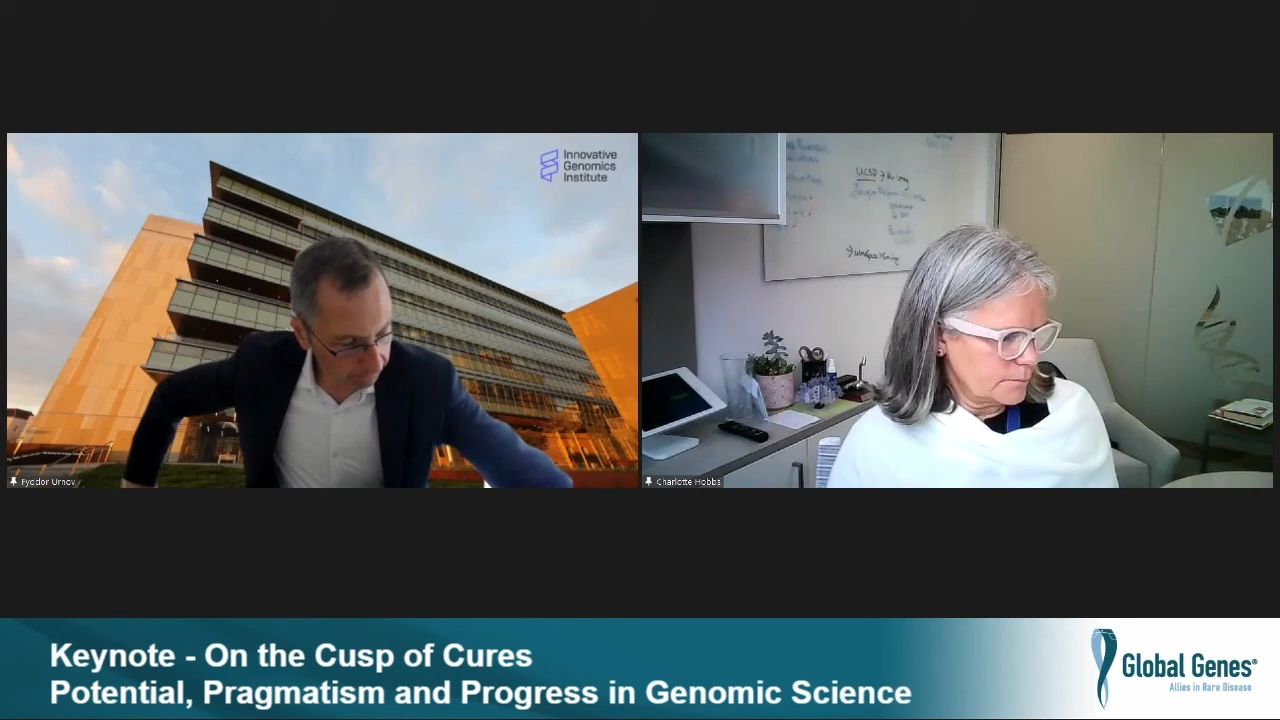 Innovative
Genomics
Institute
UCSD
Fyodor Urnov
Charlotte Hobbs
Keynote - On the Cusp of Cures
Potential, Pragmatism and Progress in Genomic Science
Global Genes®
Allies in Rare Disease